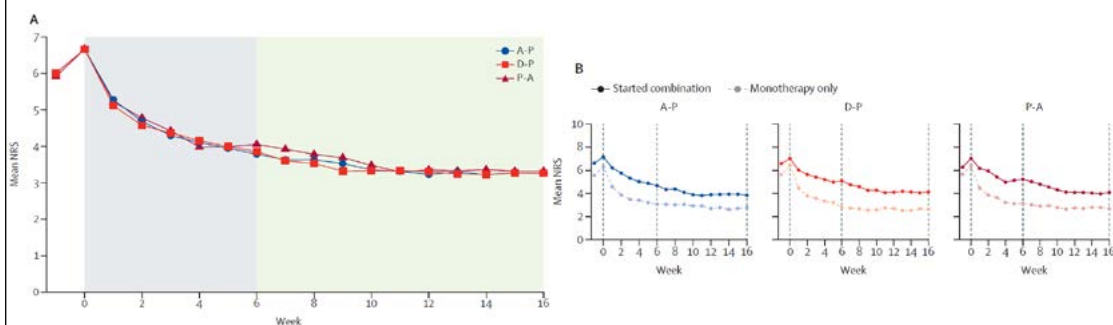 A
7
6
5
4
3
2
1
0
Mean NRS
0 2 4 6 8 10 12 14 16
Week
A-P
D-P
P-A
B
Started combination Monotherapy only
A-P D-P P-A
10
8
6
4
2
0
Mean NRS
0 2 4 6 8 10 12 14 16 0 2 4 6 8 10 12 14 16 0 2 4 6 8 10 12 14 16
Week Week Week